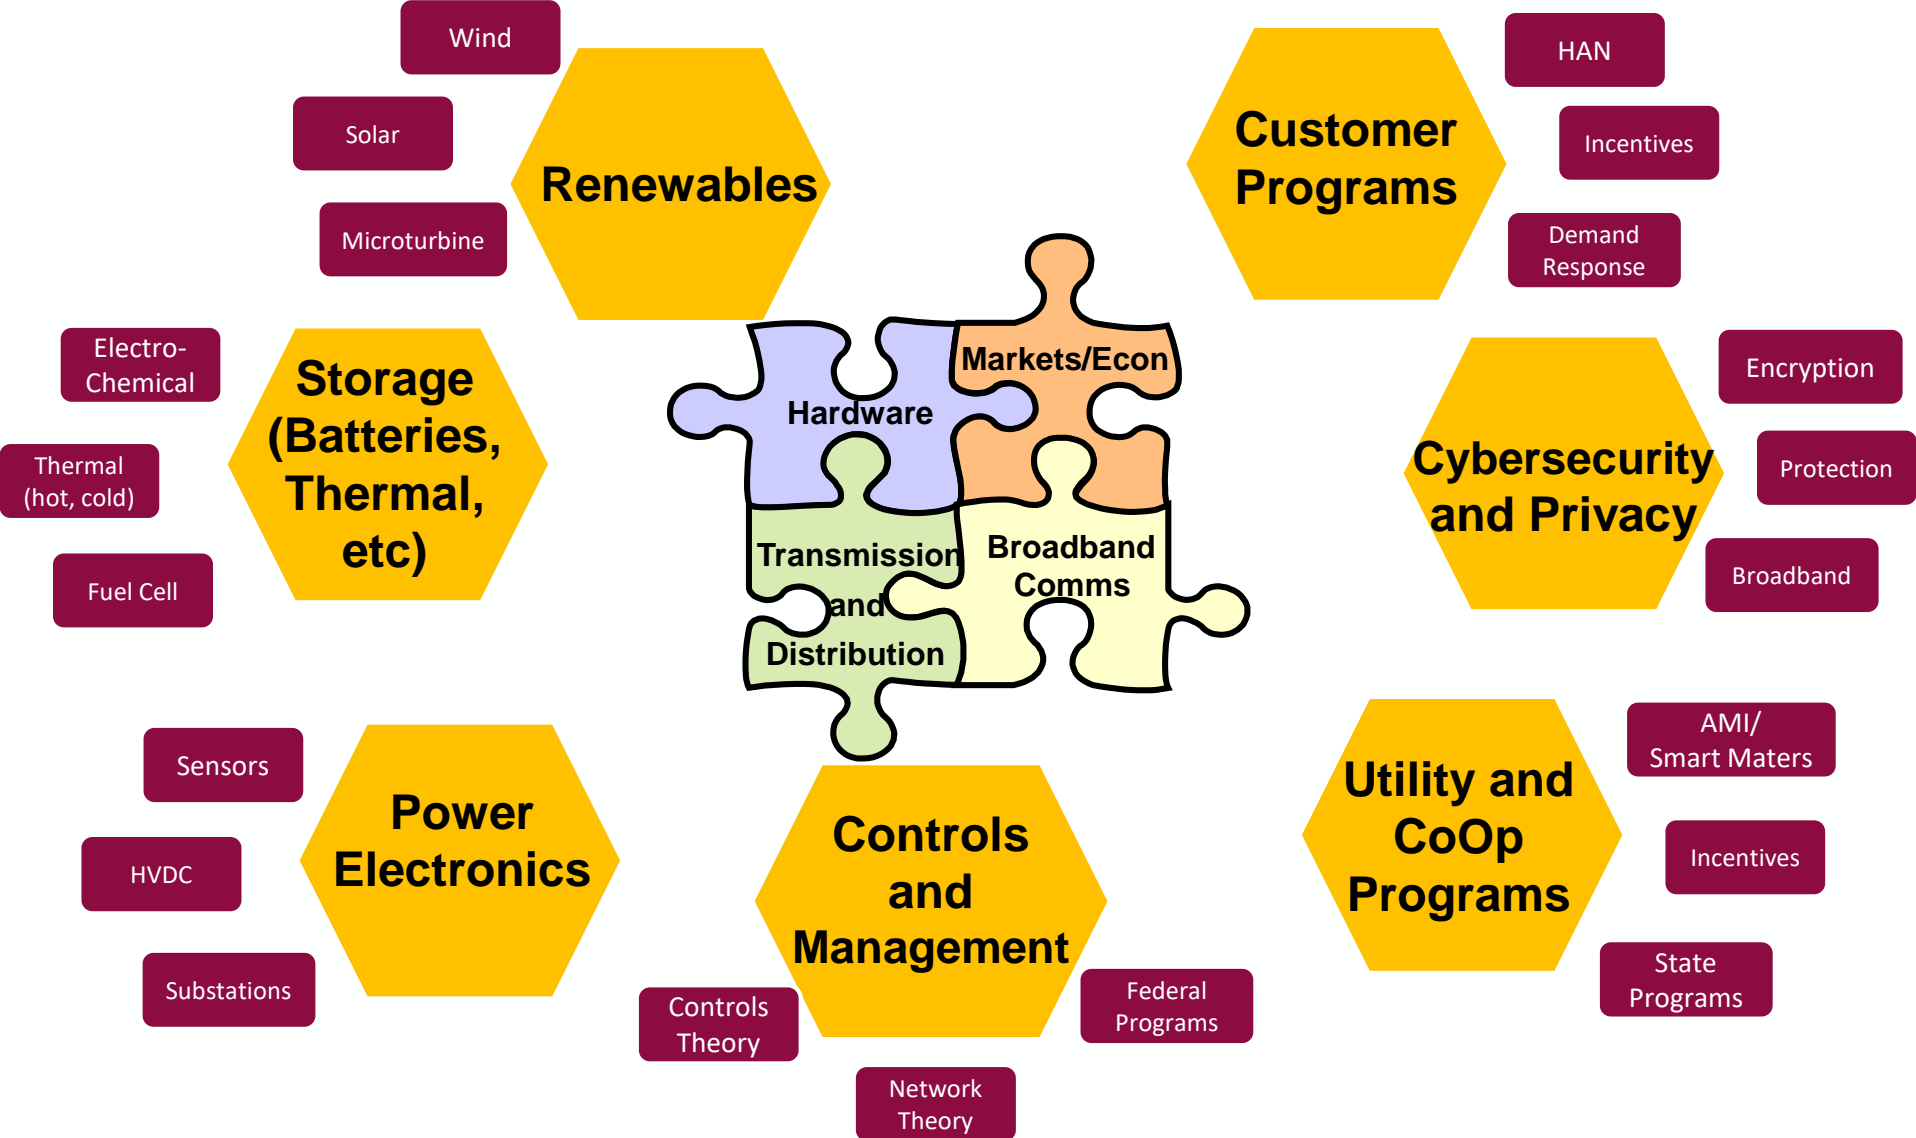 Wind
Solar
Microturbine
Renewables
Customer
Programs
HAN
Incentives
Demand
Response
Electro-
Chemical
Thermal
(hot, cold)
Fuel Cell
Storage
(Batteries,
Thermal,
etc)
Hardware
Markets/Econ
Transmission
and
Distribution
Broadband
Comms
Cybersecurity
and Privacy
Encryption
Protection
Broadband
Sensors
HVDC
Substations
Power
Electronics
Controls
and
Management
Controls
Theory
Network
Theory
Federal
Programs
Utility and
CoOp
Programs
AMI/
Smart Maters
Incentives
State
Programs